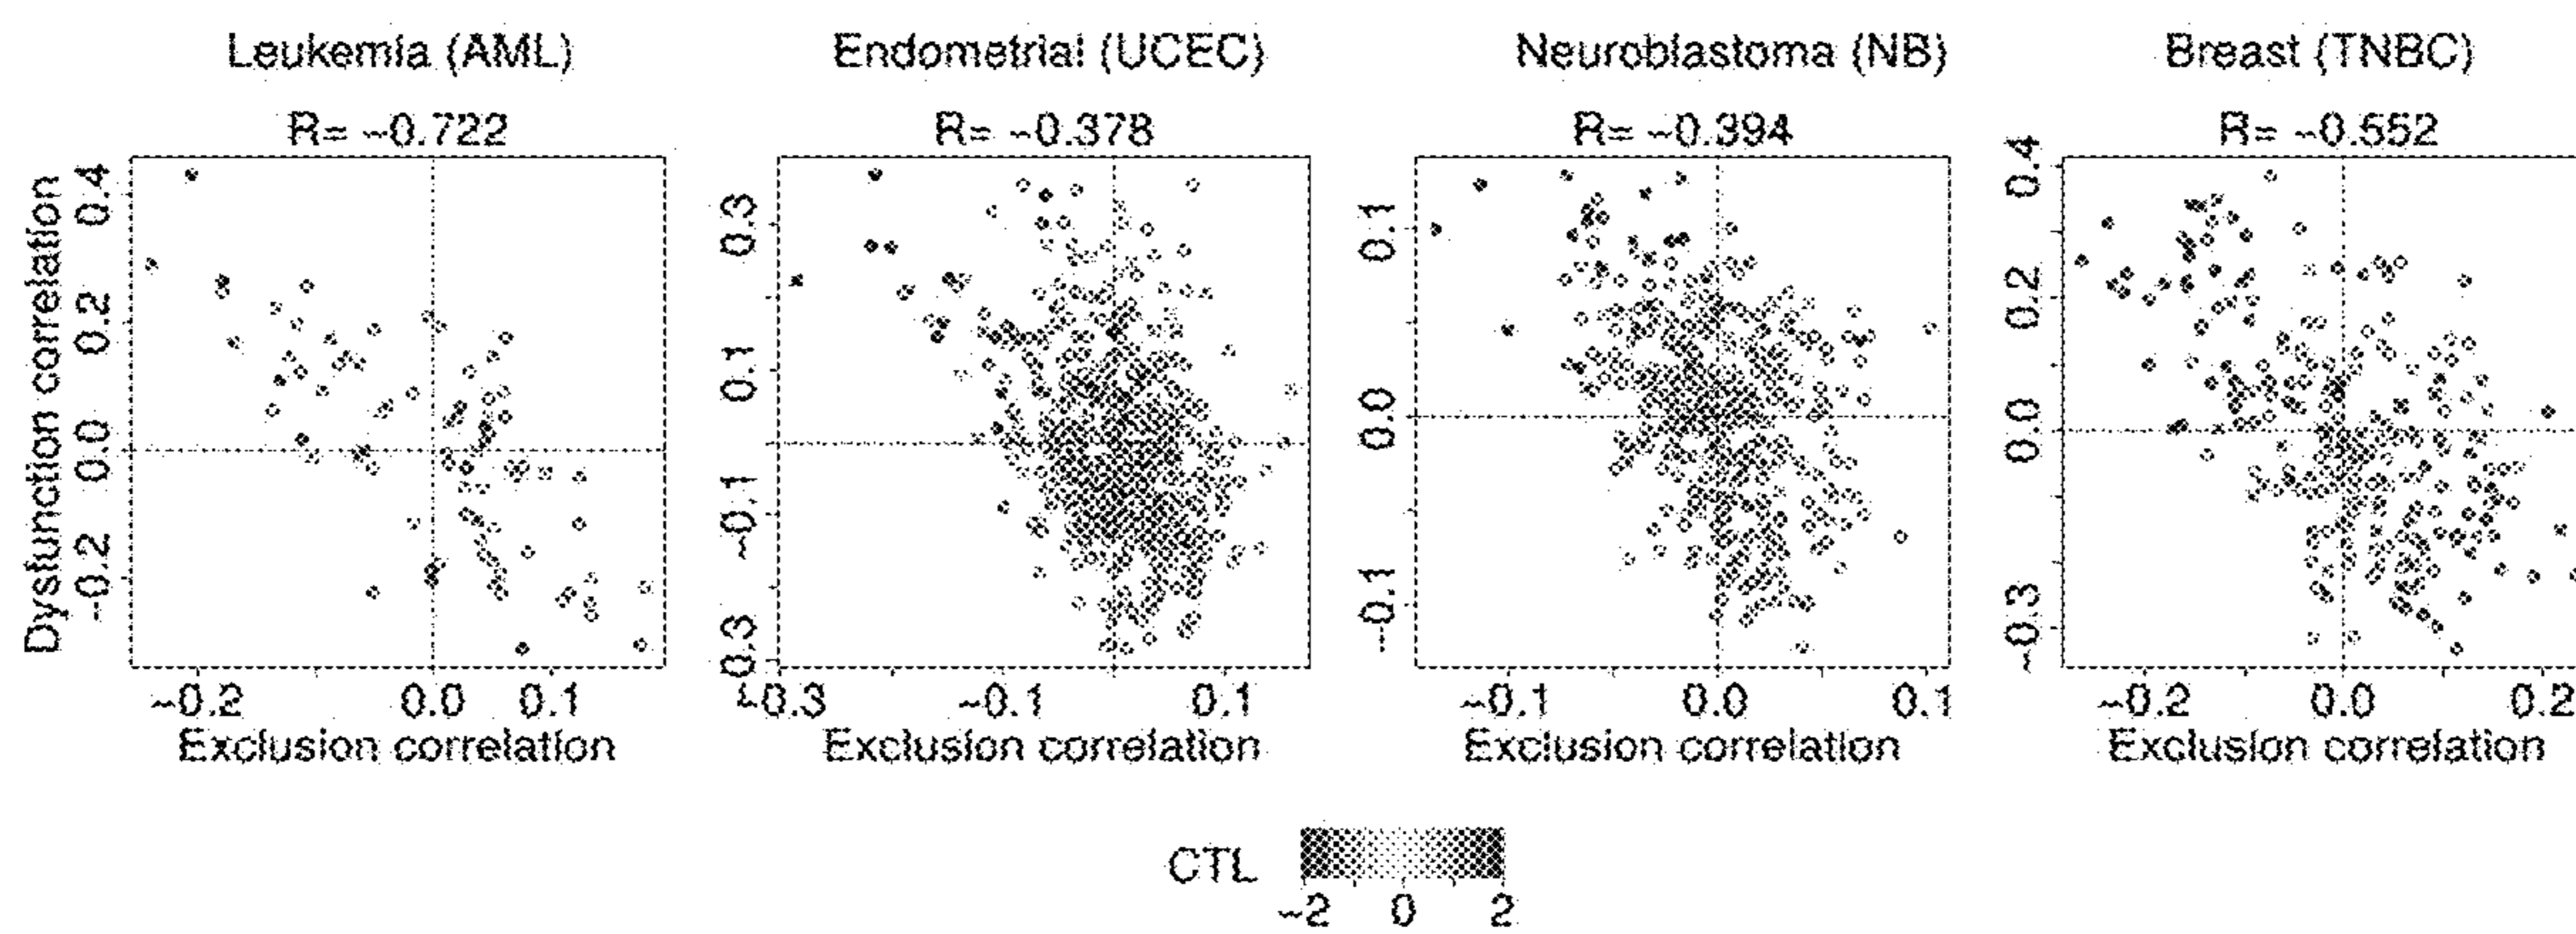 Leukemia (AML)
R= -0.722
Dysfunction correlation
0.4
0.2
0.0
-0.2
-0.2 0.0 0.1
Exclusion correlation
Endometrial (UCEC)
R= -0.378
0.3
0.1
-0.1
-0.3
-0.3 -0.1 0.1
Exclusion correlation
Neuroblastoma (NB)
R= -0.394
0.1
0.0
-0.1
-0.1 0.0 0.1
Exclusion correlation
Breast (TNBC)
R= -0.552
0.4
0.2
0.0
-0.3
-0.2 0.0 0.2
Exclusion correlation
CTL
-2 0 2